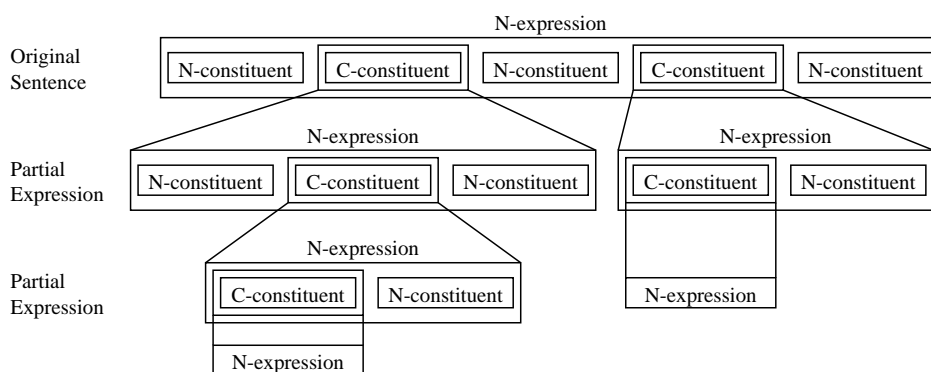 N-expression
Original
Sentence
N-constituent C-constituent N-constituent C-constituent N-constituent
N-expression N-expression
Partial
Expression
N-constituent C-constituent N-constituent C-constituent N-constituent
N-expression
Partial
Expression
C-constituent N-constituent N-expression
N-expression